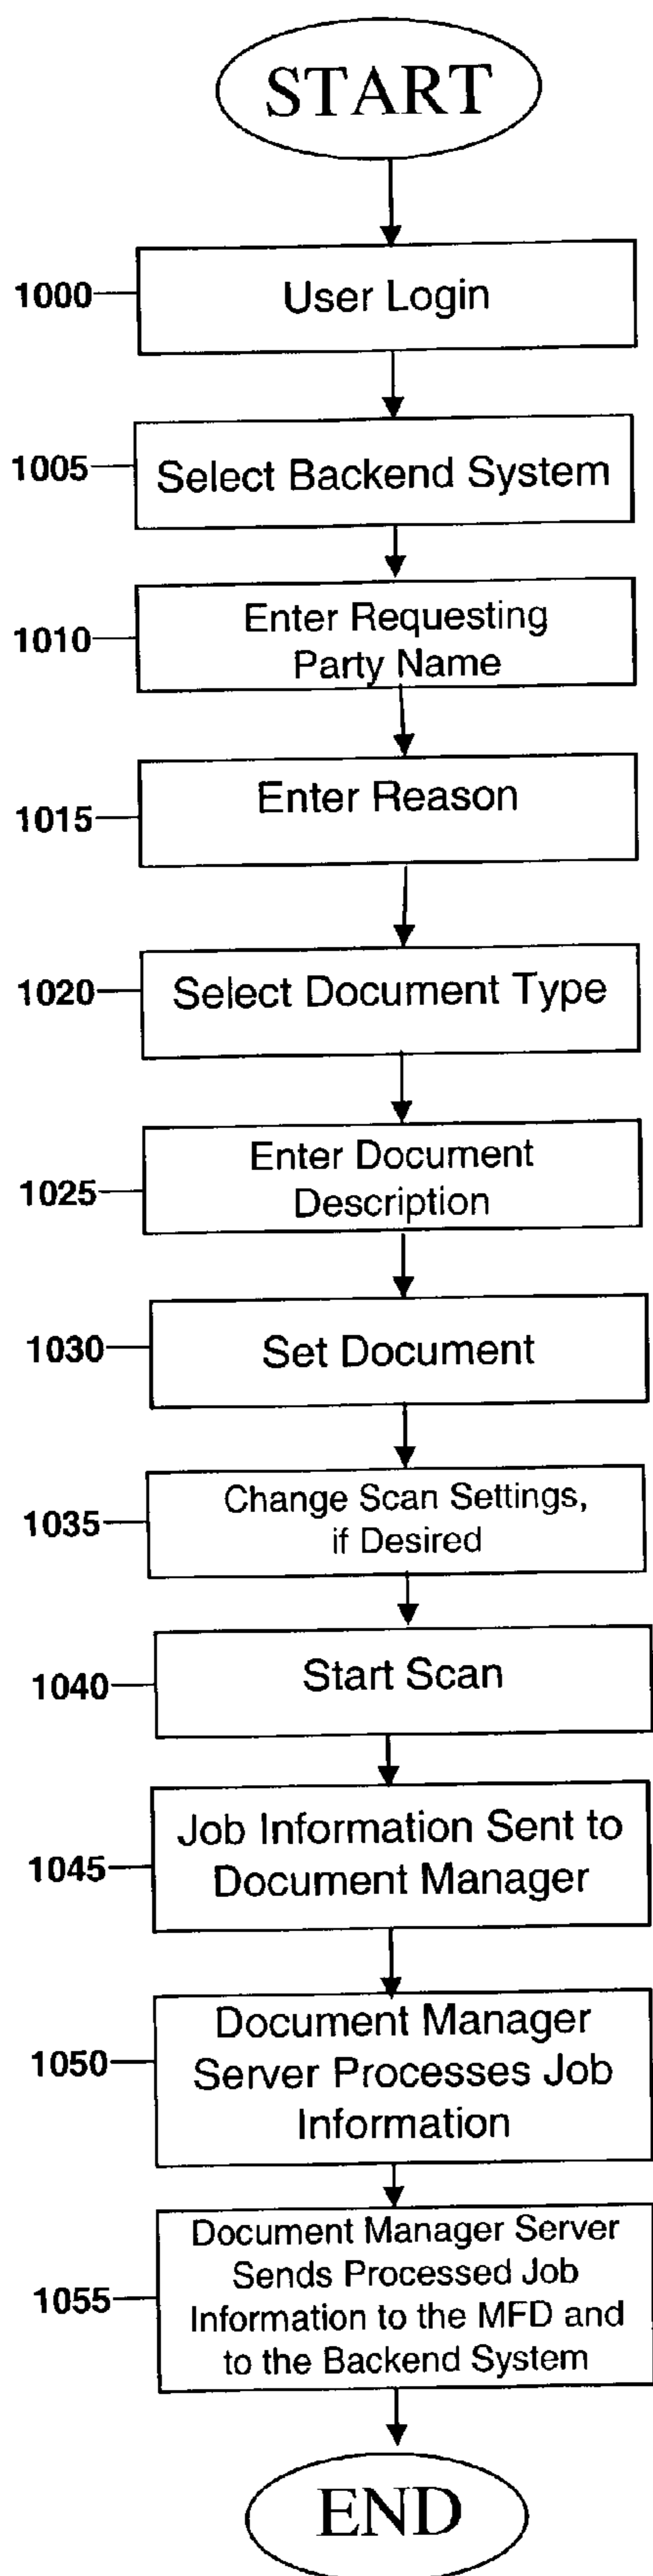 START
1000
User Login
1005
Select Backend System
1010
Enter Requesting
Party Name
1015
Enter Reason
1020
Select Document Type
1025
Enter Document
Description
1030
Set Document
1035
Change Scan Settings,
if Desired
1040
Start Scan
1045
Job Information Sent to
Document Manager
1050
Document Manager
Server Processes Job
Information
1055
Document Manager Server
Sends Processed Job
Information to the MFD and
to the Backend System
END